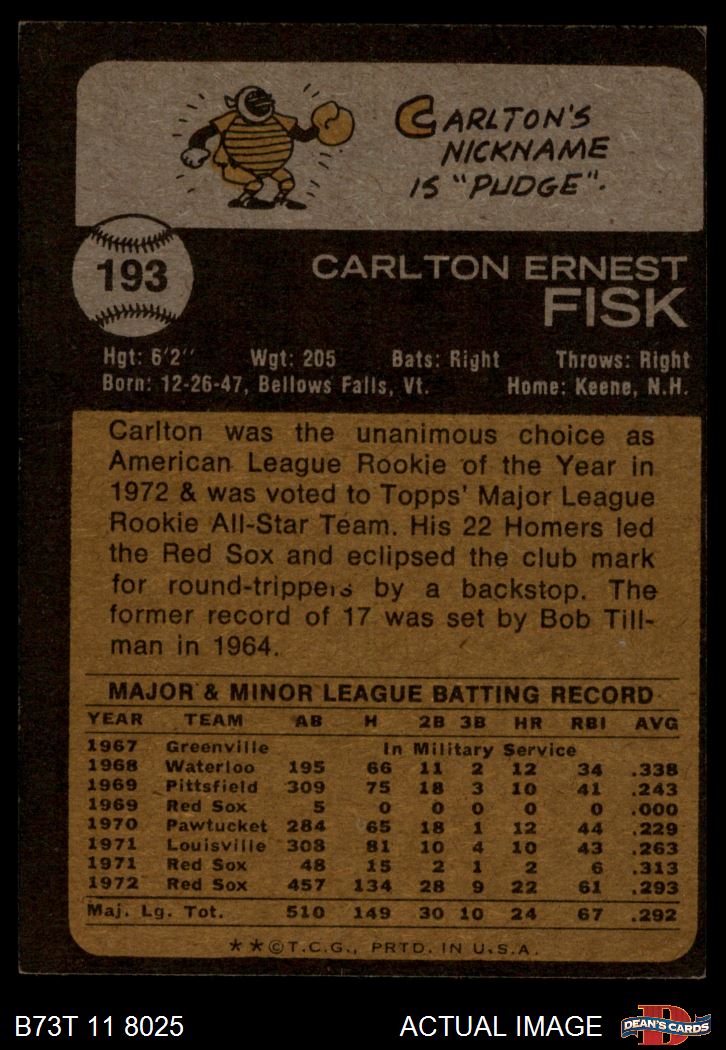 CARLTON'S
NICKNAME
IS "PUDGE".
193
CARLTON ERNEST
FISK
Hgt: 6'2" Wgt: 205 Bats: Right Throws: Right
Born: 12-26-47, Bellows Falls, Vt. Home: Keene, N.H.
Carlton was the unanimous choice as
American League Rookie of the Year in
1972 & was voted to Topps' Major League
Rookie All-Star Team. His 22 Homers led
the Red Sox and eclipsed the club mark
for round-trippers by a backstop. The
former record of 17 was set by Bob Till-
man in 1964.
MAJOR & MINOR LEAGUE BATTING RECORD
YEAR TEAM AB H 2B 3B HR RBI AVG
1967 Greenville In Military Service
1968 Waterloo 195 66 11 2 12 34 .338
1969 Pittsfield 309 75 18 3 10 41 .243
1969 Red Sox 5 0 0 0 0 0 .000
1970 Pawtucket 284 65 18 1 12 44 .229
1971 Louisville 308 81 10 4 10 43 .263
1971 Red Sox 48 15 2 1 2 6 .313
1972 Red Sox 457 134 28 9 22 61 .293
Maj. Lg. Tot. 510 149 30 10 24 67 .292
**©T.C.G., PRTD. IN U.S.A.
B73T 11 8025 ACTUAL IMAGE
D
DEAN'S CARDS